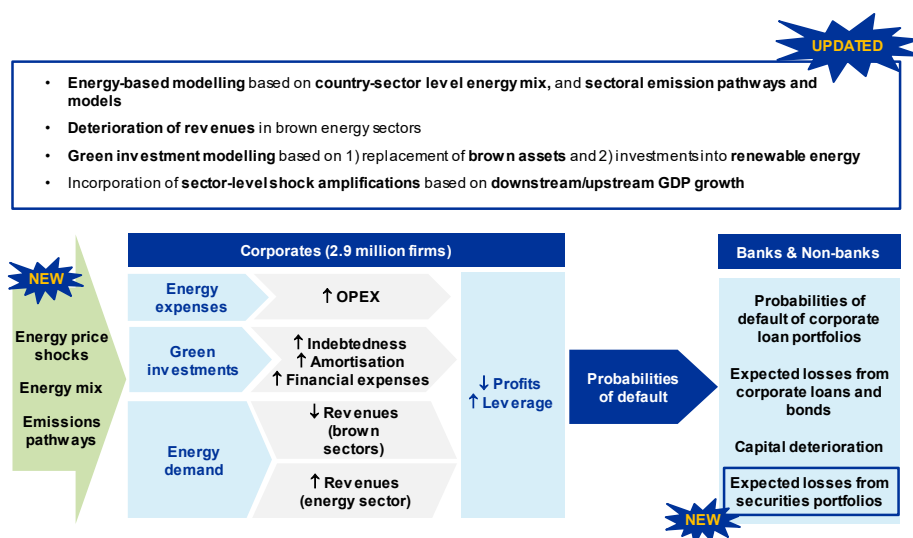 UPDATED
• Energy-based modelling based on country-sector level energy mix, and sectoral emission pathways and
models
• Deterioration of revenues in brown energy sectors
• Green investment modelling based on 1) replacement of brown assets and 2) investments into renewable energy
• Incorporation of sector-level shock amplifications based on downstream/upstream GDP growth
NEW
Energy price
shocks
Energy mix
Emissions
pathways
Corporates (2.9 million firms)
Energy
expenses
↑ OPEX
Green
investments
↑ Indebtedness
↑ Amortisation
↑ Financial expenses
Energy
demand
↓ Revenues
(brown
sectors)
↑ Revenues
(energy sector)
↓ Profits
↑ Leverage
Probabilities
of default
Banks & Non-banks
Probabilities of
default of corporate
loan portfolios
Expected losses from
corporate loans and
bonds
Capital deterioration
Expected losses from
securities portfolios
NEW